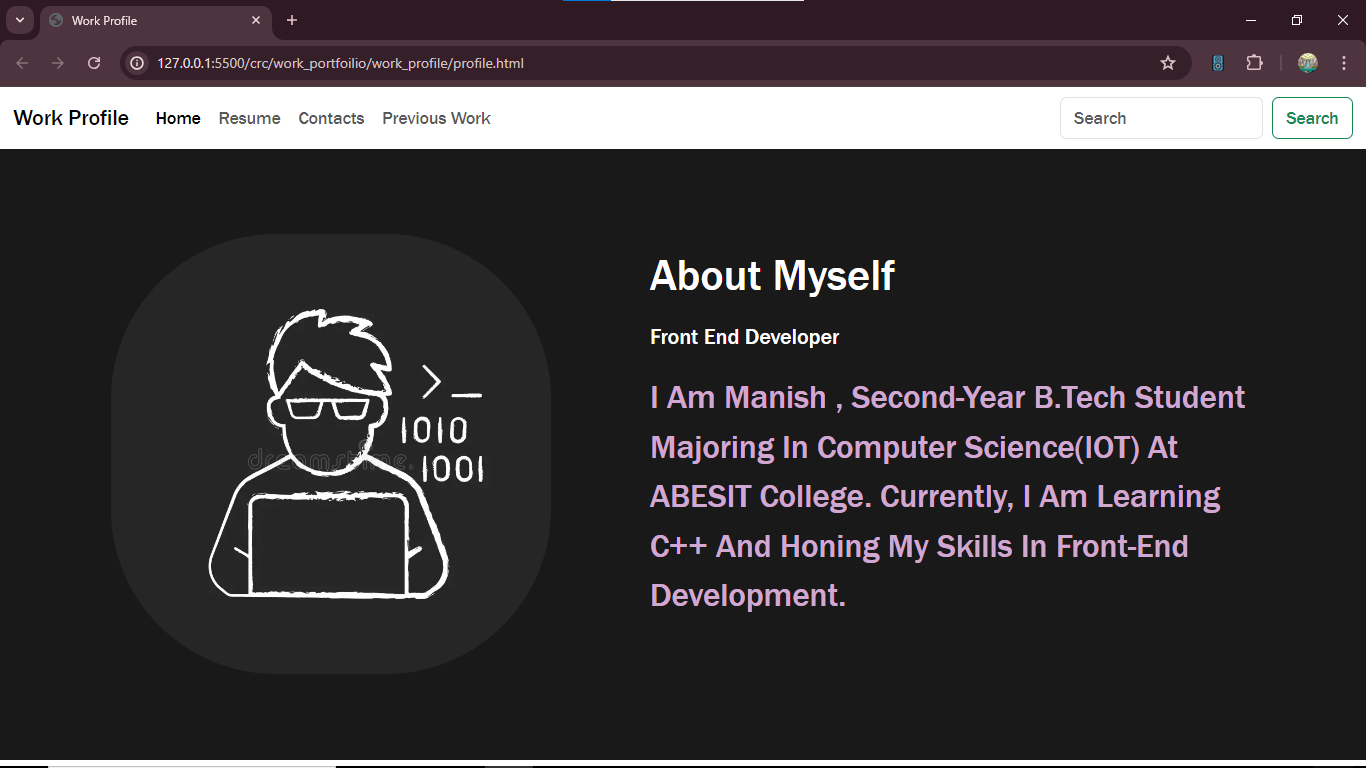 Work Profile
127.0.0.1:5500/crc/work_portfoilio/work_profile/profile.html
Work Profile Home Resume Contacts Previous Work Search Search
About Myself
Front End Developer
I Am Manish , Second-Year B.Tech Student
Majoring In Computer Science(IOT) At
ABESIT College. Currently, I Am Learning
C++ And Honing My Skills In Front-End
Development.
>_
1010
1001
dreamstime.